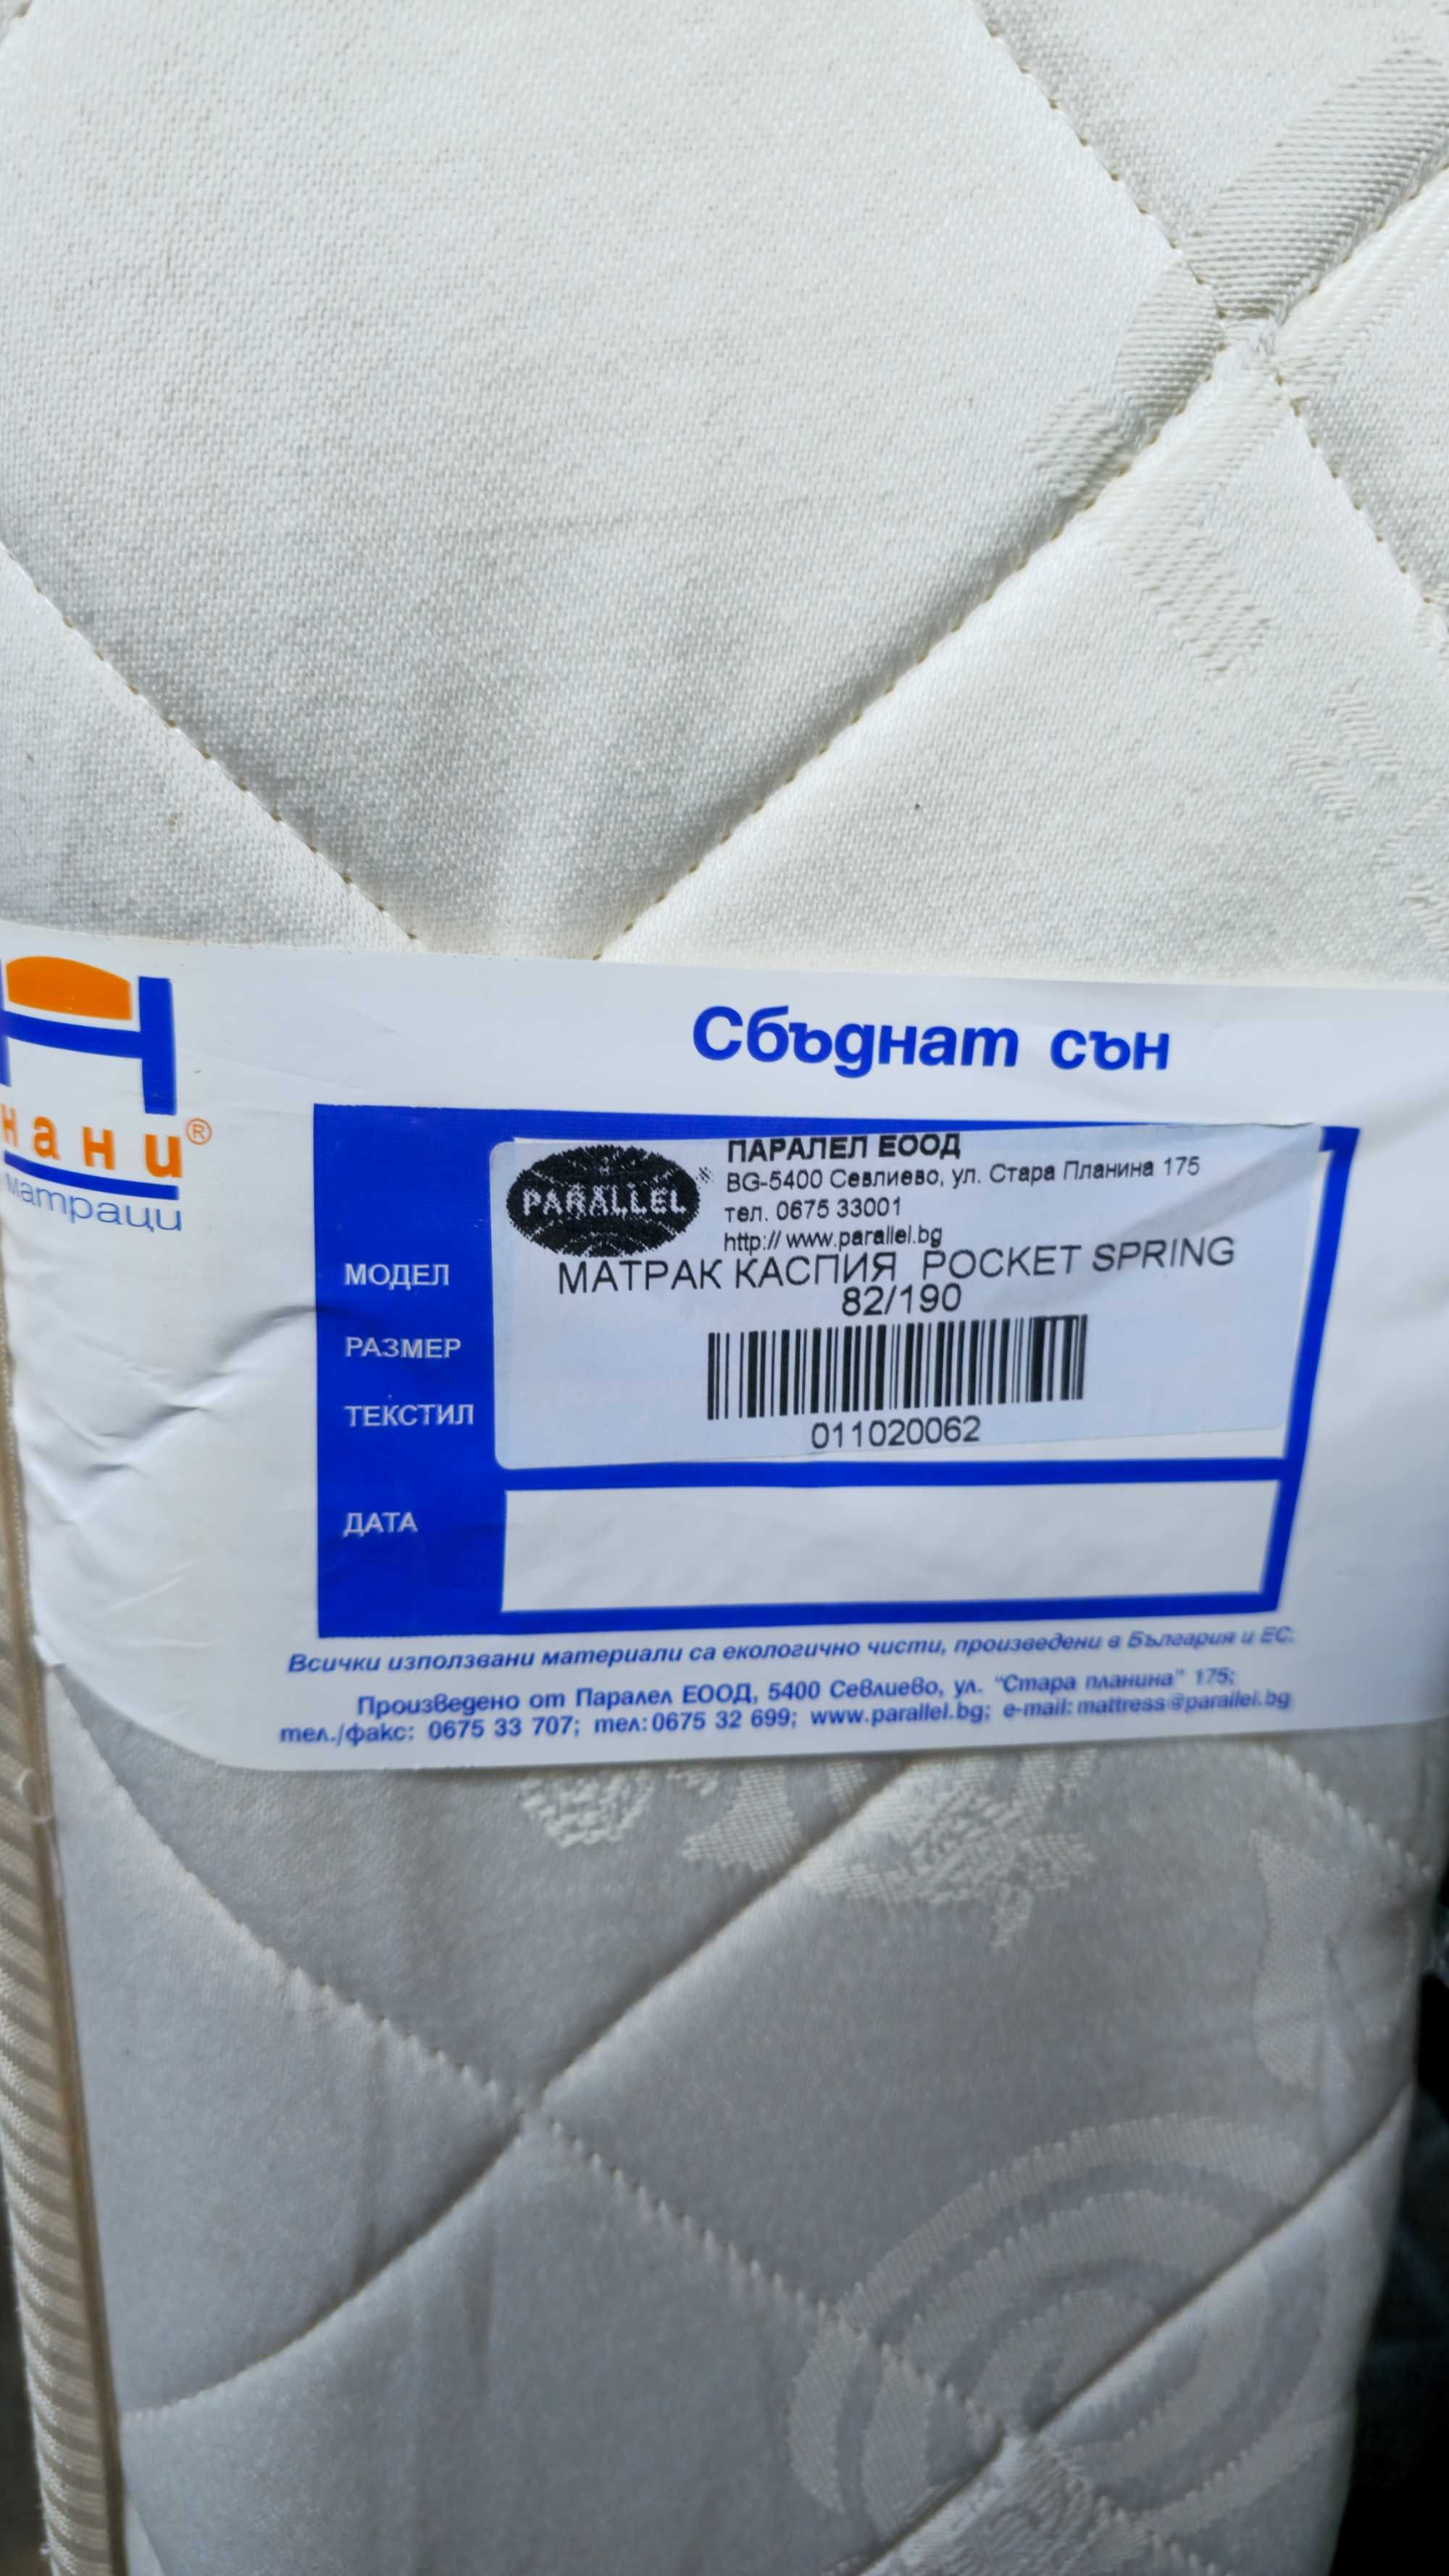 Сбъднат сън
нани®
матраци
PARALLEL
ПАРАЛЕЛ ЕООД
BG-5400 Севлиево, ул. Стара Планина 175
тел. 0675 33001
http:// www.parallel.bg
МОДЕЛ
МАТРАК КАСПИЯ POCKET SPRING
82/190
РАЗМЕР
ТЕКСТИЛ
011020062
ДАТА
Всички използвани материали са екологично чисти, произведени в България и ЕС.
Произведено от Паралел ЕООД, 5400 Севлиево, ул. "Стара планина" 175;
тел./факс: 0675 33 707; тел: 0675 32 699; www.parallel.bg; e-mail: mattress@parallel.bg